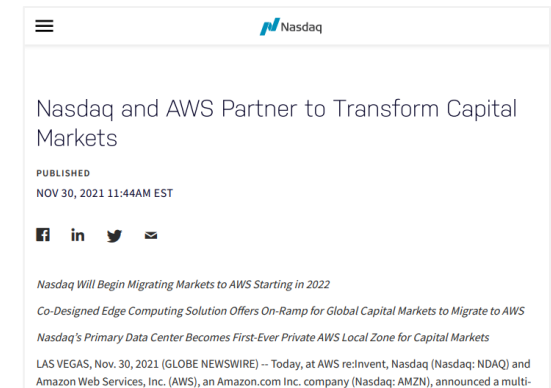 Nasdaq
Nasdaq and AWS Partner to Transform Capital
Markets
PUBLISHED
NOV 30, 2021 11:44AM EST
Nasdaq Will Begin Migrating Markets to AWS Starting in 2022
Co-Designed Edge Computing Solution Offers On-Ramp for Global Capital Markets to Migrate to AWS
Nasdaq's Primary Data Center Becomes First-Ever Private AWS Local Zone for Capital Markets
LAS VEGAS, Nov. 30, 2021 (GLOBE NEWSWIRE) -- Today, at AWS re:Invent, Nasdaq (Nasdaq: NDAQ) and
Amazon Web Services, Inc. (AWS), an Amazon.com Inc. company (Nasdaq: AMZN), announced a multi-